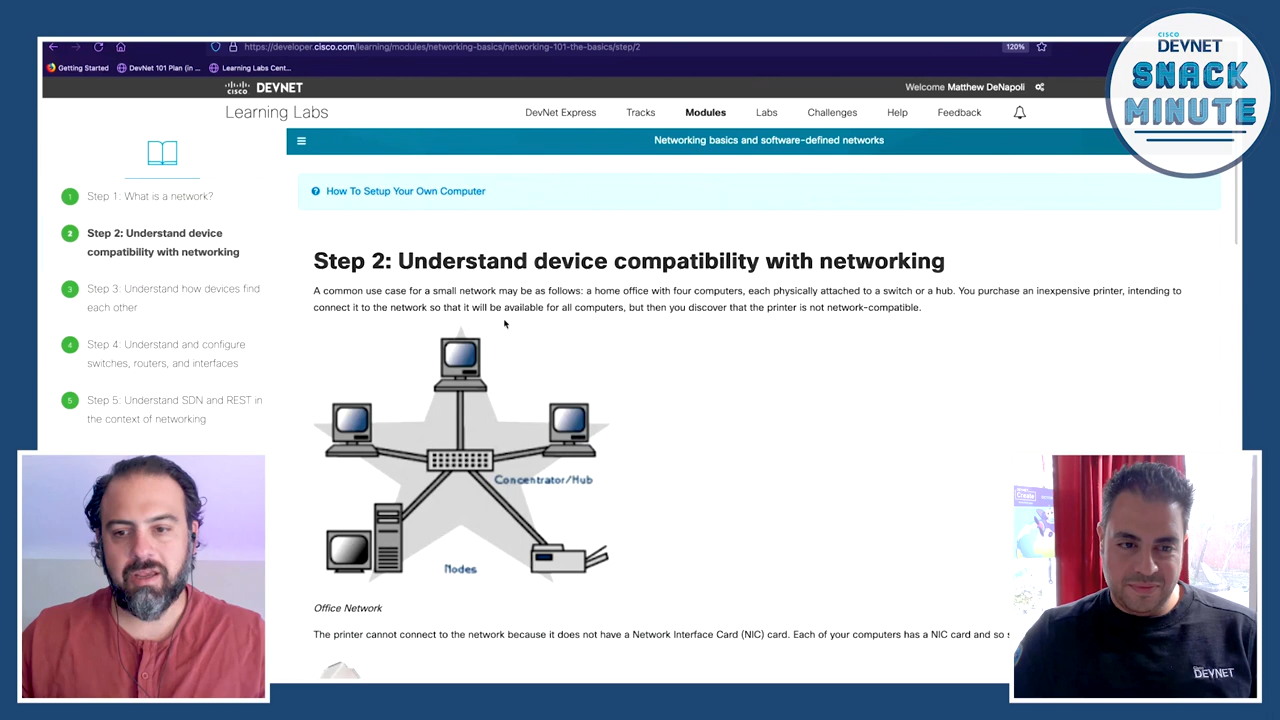 https://developer.cisco.com/learning/modules/networking-basics/networking-101-the-basics/step/2
120%
Getting Started
DevNet 101 Plan (in ...
Learning Labs Cent...
CISCO
DEVNET
SNACK
MINUTE
CISCO DEVNET
Welcome Matthew DeNapoli
Learning Labs
DevNet Express
Tracks
Modules
Labs
Challenges
Help
Feedback
Networking basics and software-defined networks
1 Step 1: What is a network?
2 Step 2: Understand device
compatibility with networking
3 Step 3: Understand how devices find
each other
4 Step 4: Understand and configure
switches, routers, and interfaces
5 Step 5: Understand SDN and REST in
the context of networking
How To Setup Your Own Computer
Step 2: Understand device compatibility with networking
A common use case for a small network may be as follows: a home office with four computers, each physically attached to a switch or a hub. You purchase an inexpensive printer, intending to
connect it to the network so that it will be available for all computers, but then you discover that the printer is not network-compatible.
Concentrator/Hub
Nodes
Office Network
The printer cannot connect to the network because it does not have a Network Interface Card (NIC) card. Each of your computers has a NIC card and so
Create
DEVNET